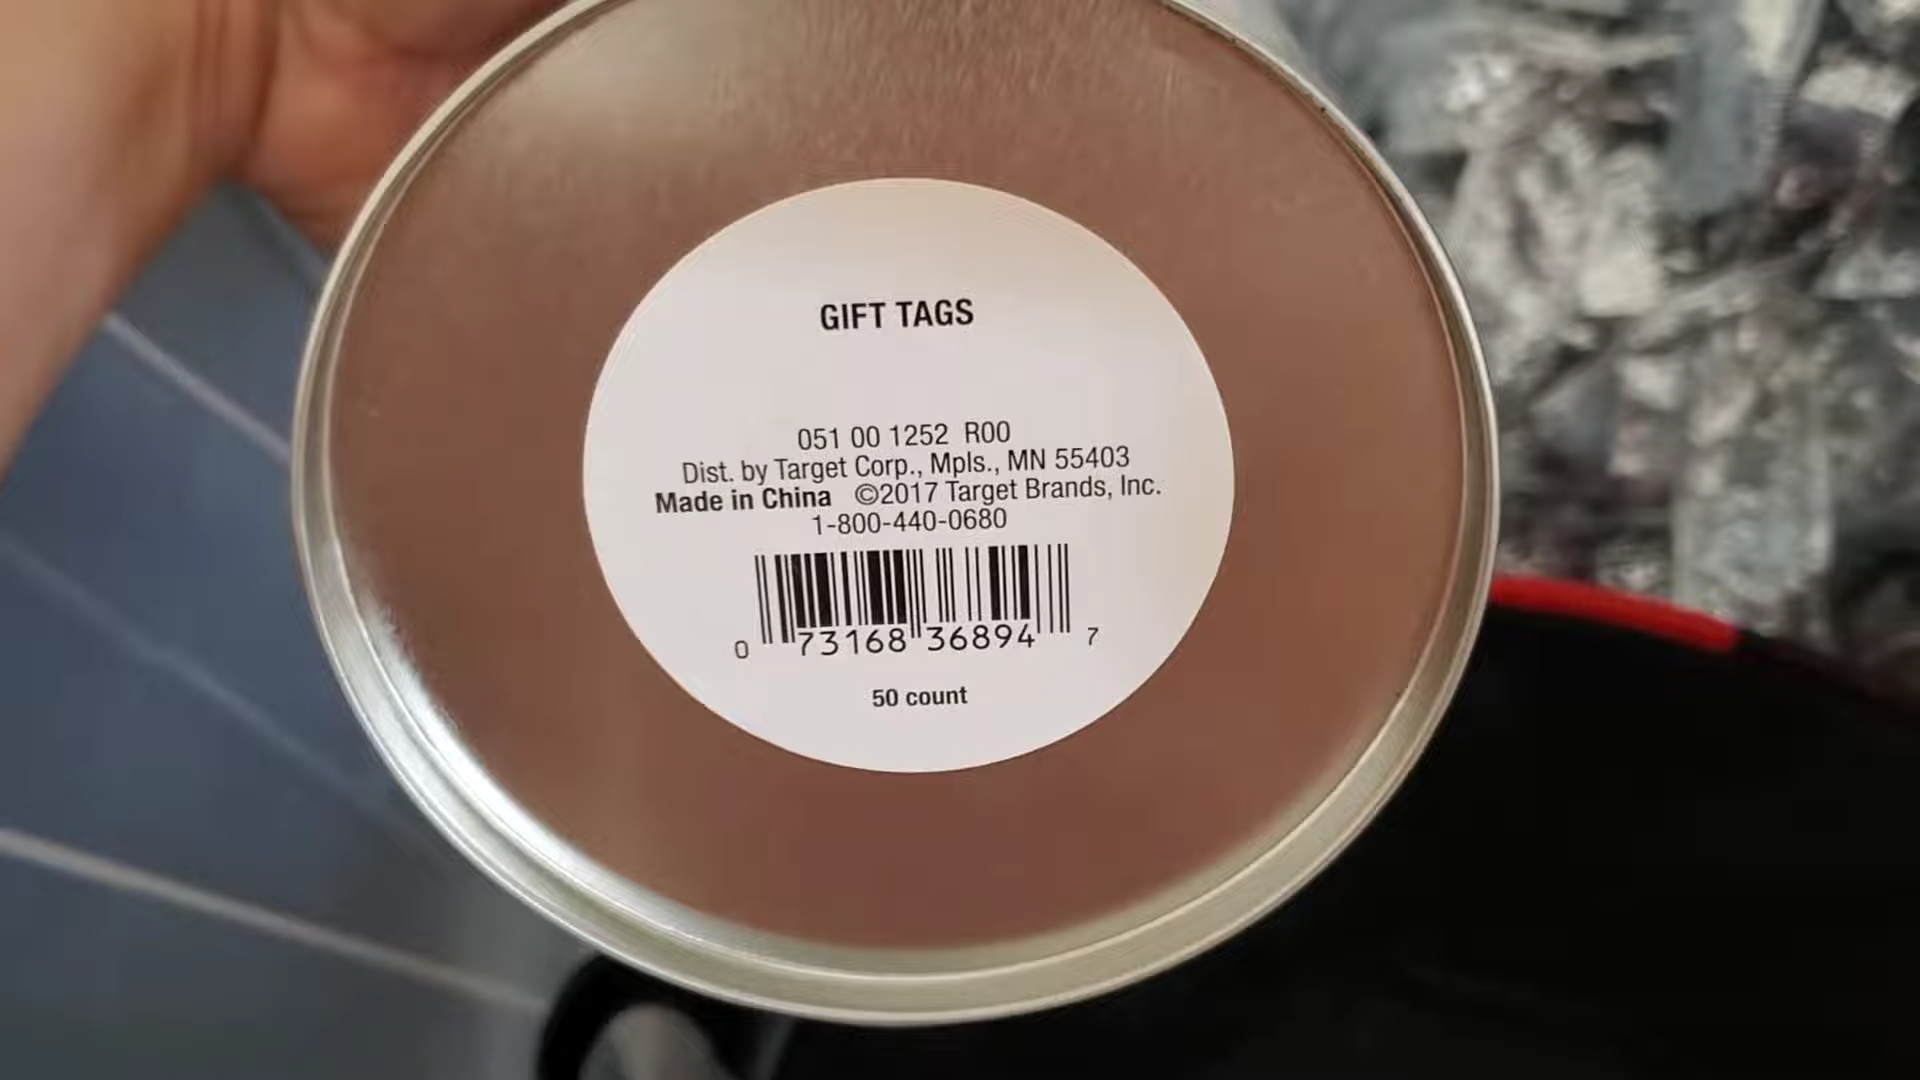 GIFT TAGS
051 00 1252 R00
Dist. by Target Corp., Mpls., MN 55403
Made in China ©2017 Target Brands, Inc.
1-800-440-0680
0 73168 36894 7
50 count